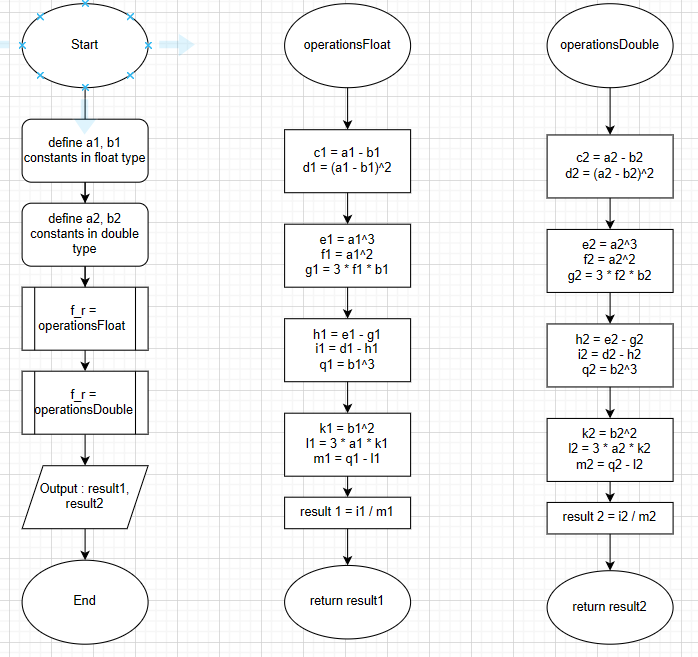 Start
define a1, b1
constants in float type
define a2, b2
constants in double
type
f_r =
operationsFloat
f_r =
operationsDouble
Output : result1,
result2
End
operationsFloat
c1 = a1 - b1
d1 = (a1 - b1)^2
e1 = a1^3
f1 = a1^2
g1 = 3 * f1 * b1
h1 = e1 - g1
i1 = d1 - h1
q1 = b1^3
k1 = b1^2
l1 = 3 * a1 * k1
m1 = q1 - l1
result 1 = i1 / m1
return result1
operationsDouble
c2 = a2 - b2
d2 = (a2 - b2)^2
e2 = a2^3
f2 = a2^2
g2 = 3 * f2 * b2
h2 = e2 - g2
i2 = d2 - h2
q2 = b2^3
k2 = b2^2
l2 = 3 * a2 * k2
m2 = q2 - l2
result 2 = i2 / m2
return result2